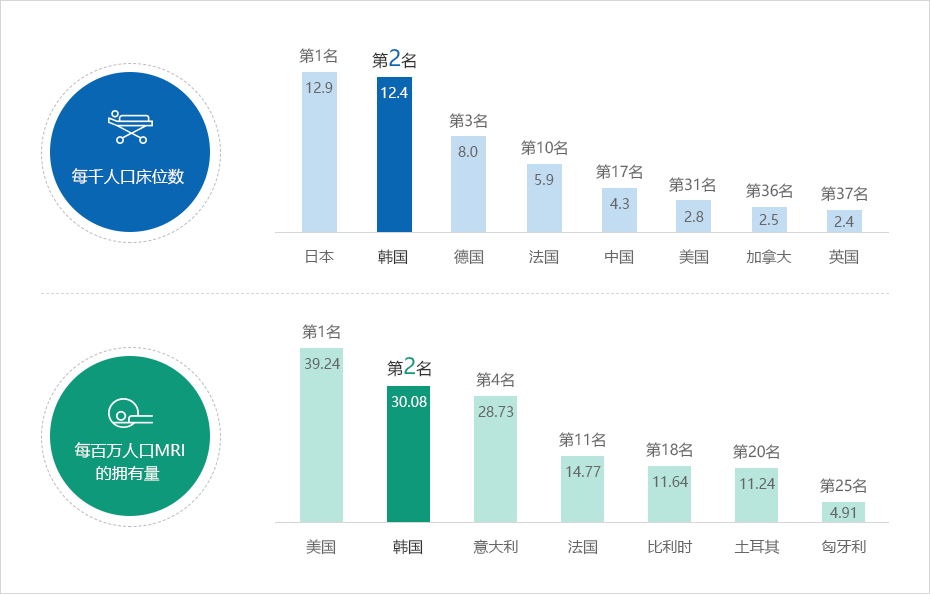 每千人口床位数
第1名
第2名
第3名
第10名
第17名
第31名
第36名
第37名
12.9
12.4
8.0
5.9
4.3
2.8
2.5
2.4
日本
韩国
德国
法国
中国
美国
加拿大
英国
每百万人口MRI
的拥有量
第1名
第2名
第4名
第11名
第18名
第20名
第25名
39.24
30.08
28.73
14.77
11.64
11.24
4.91
美国
韩国
意大利
法国
比利时
土耳其
匈牙利